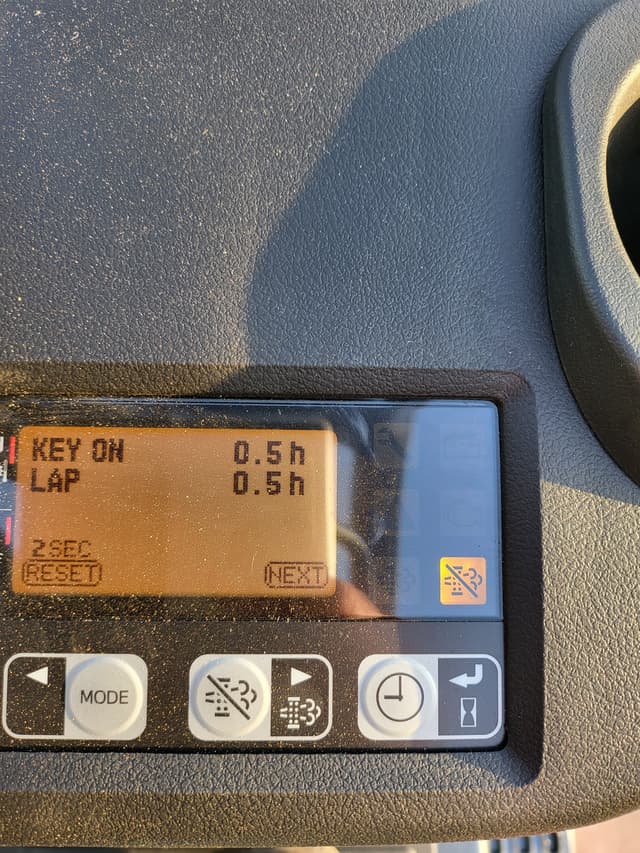 KEY ON 0.5h
LAP 0.5h
2SEC
RESET NEXT
MODE